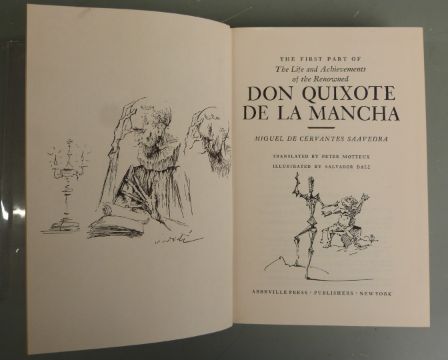 THE FIRST PART OF
The Life and Achievements
of the Renowned
DON QUIXOTE
DE LA MANCHA
MIGUEL DE CERVANTES SAAVEDRA
TRANSLATED BY PETER MOTTEUX
ILLUSTRATED BY SALVADOR DALI
ABBEVILLE PRESS · PUBLISHERS · NEW YORK